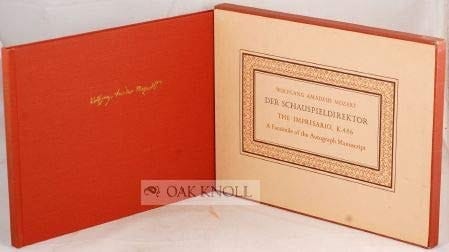 WOLFGANG AMADEUS MOZART
DER SCHAUSPIELDIREKTOR
THE IMPRESARIO, K.486
A Facsimile of the Autograph Manuscript
OAK KNOLL